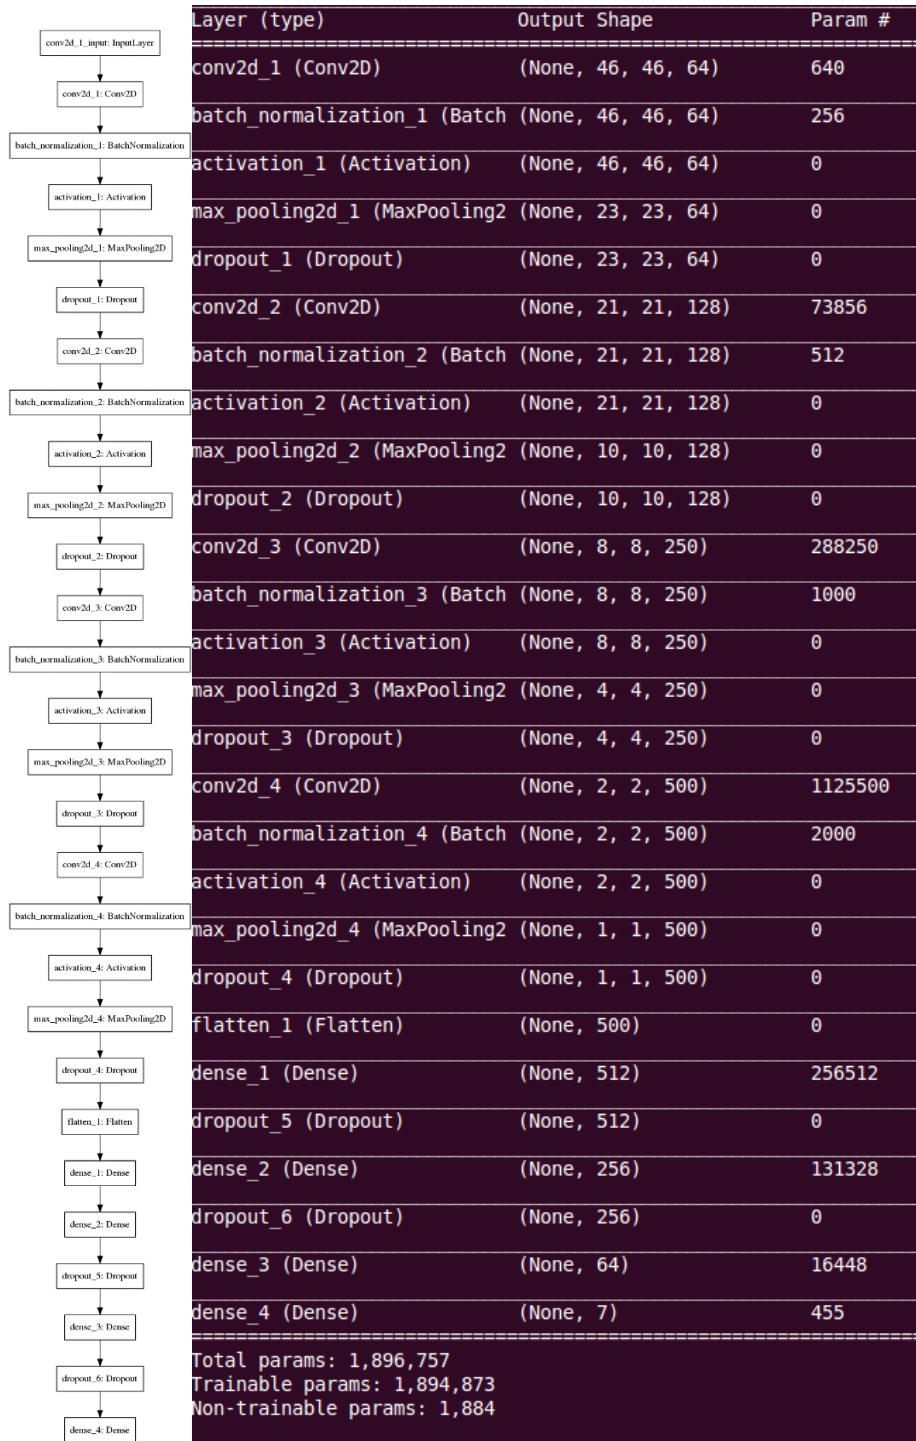 conv2d_1_input: InputLayer
conv2d_1: Conv2D
batch_normalization_1: BatchNormalization
activation_1: Activation
max_pooling2d_1: MaxPooling2D
dropout_1: Dropout
conv2d_2: Conv2D
batch_normalization_2: BatchNormalization
activation_2: Activation
max_pooling2d_2: MaxPooling2D
dropout_2: Dropout
conv2d_3: Conv2D
batch_normalization_3: BatchNormalization
activation_3: Activation
max_pooling2d_3: MaxPooling2D
dropout_3: Dropout
conv2d_4: Conv2D
batch_normalization_4: BatchNormalization
activation_4: Activation
max_pooling2d_4: MaxPooling2D
dropout_4: Dropout
flatten_1: Flatten
dense_1: Dense
dense_2: Dense
dropout_5: Dropout
dense_3: Dense
dropout_6: Dropout
dense_4: Dense
Layer (type) Output Shape Param #
conv2d_1 (Conv2D) (None, 46, 46, 64) 640
batch_normalization_1 (Batch (None, 46, 46, 64) 256
activation_1 (Activation) (None, 46, 46, 64) 0
max_pooling2d_1 (MaxPooling2 (None, 23, 23, 64) 0
dropout_1 (Dropout) (None, 23, 23, 64) 0
conv2d_2 (Conv2D) (None, 21, 21, 128) 73856
batch_normalization_2 (Batch (None, 21, 21, 128) 512
activation_2 (Activation) (None, 21, 21, 128) 0
max_pooling2d_2 (MaxPooling2 (None, 10, 10, 128) 0
dropout_2 (Dropout) (None, 10, 10, 128) 0
conv2d_3 (Conv2D) (None, 8, 8, 250) 288250
batch_normalization_3 (Batch (None, 8, 8, 250) 1000
activation_3 (Activation) (None, 8, 8, 250) 0
max_pooling2d_3 (MaxPooling2 (None, 4, 4, 250) 0
dropout_3 (Dropout) (None, 4, 4, 250) 0
conv2d_4 (Conv2D) (None, 2, 2, 500) 1125500
batch_normalization_4 (Batch (None, 2, 2, 500) 2000
activation_4 (Activation) (None, 2, 2, 500) 0
max_pooling2d_4 (MaxPooling2 (None, 1, 1, 500) 0
dropout_4 (Dropout) (None, 1, 1, 500) 0
flatten_1 (Flatten) (None, 500) 0
dense_1 (Dense) (None, 512) 256512
dropout_5 (Dropout) (None, 512) 0
dense_2 (Dense) (None, 256) 131328
dropout_6 (Dropout) (None, 256) 0
dense_3 (Dense) (None, 64) 16448
dense_4 (Dense) (None, 7) 455
Total params: 1,896,757
Trainable params: 1,894,873
Non-trainable params: 1,884